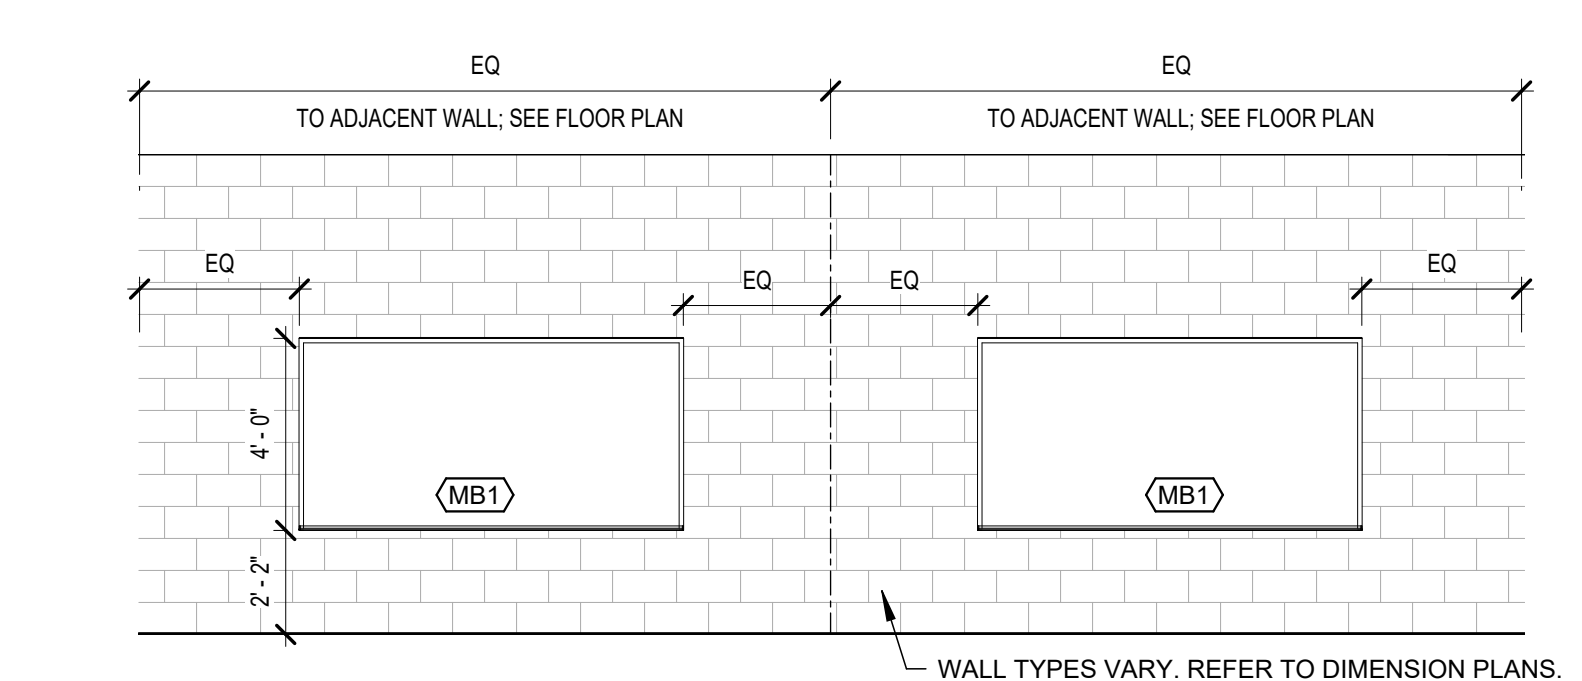 EQ
EQ
TO ADJACENT WALL; SEE FLOOR PLAN
TO ADJACENT WALL; SEE FLOOR PLAN
EQ
EQ
EQ
EQ
4' - 0"
MB1
MB1
2' - 2"
WALL TYPES VARY. REFER TO DIMENSION PLANS.